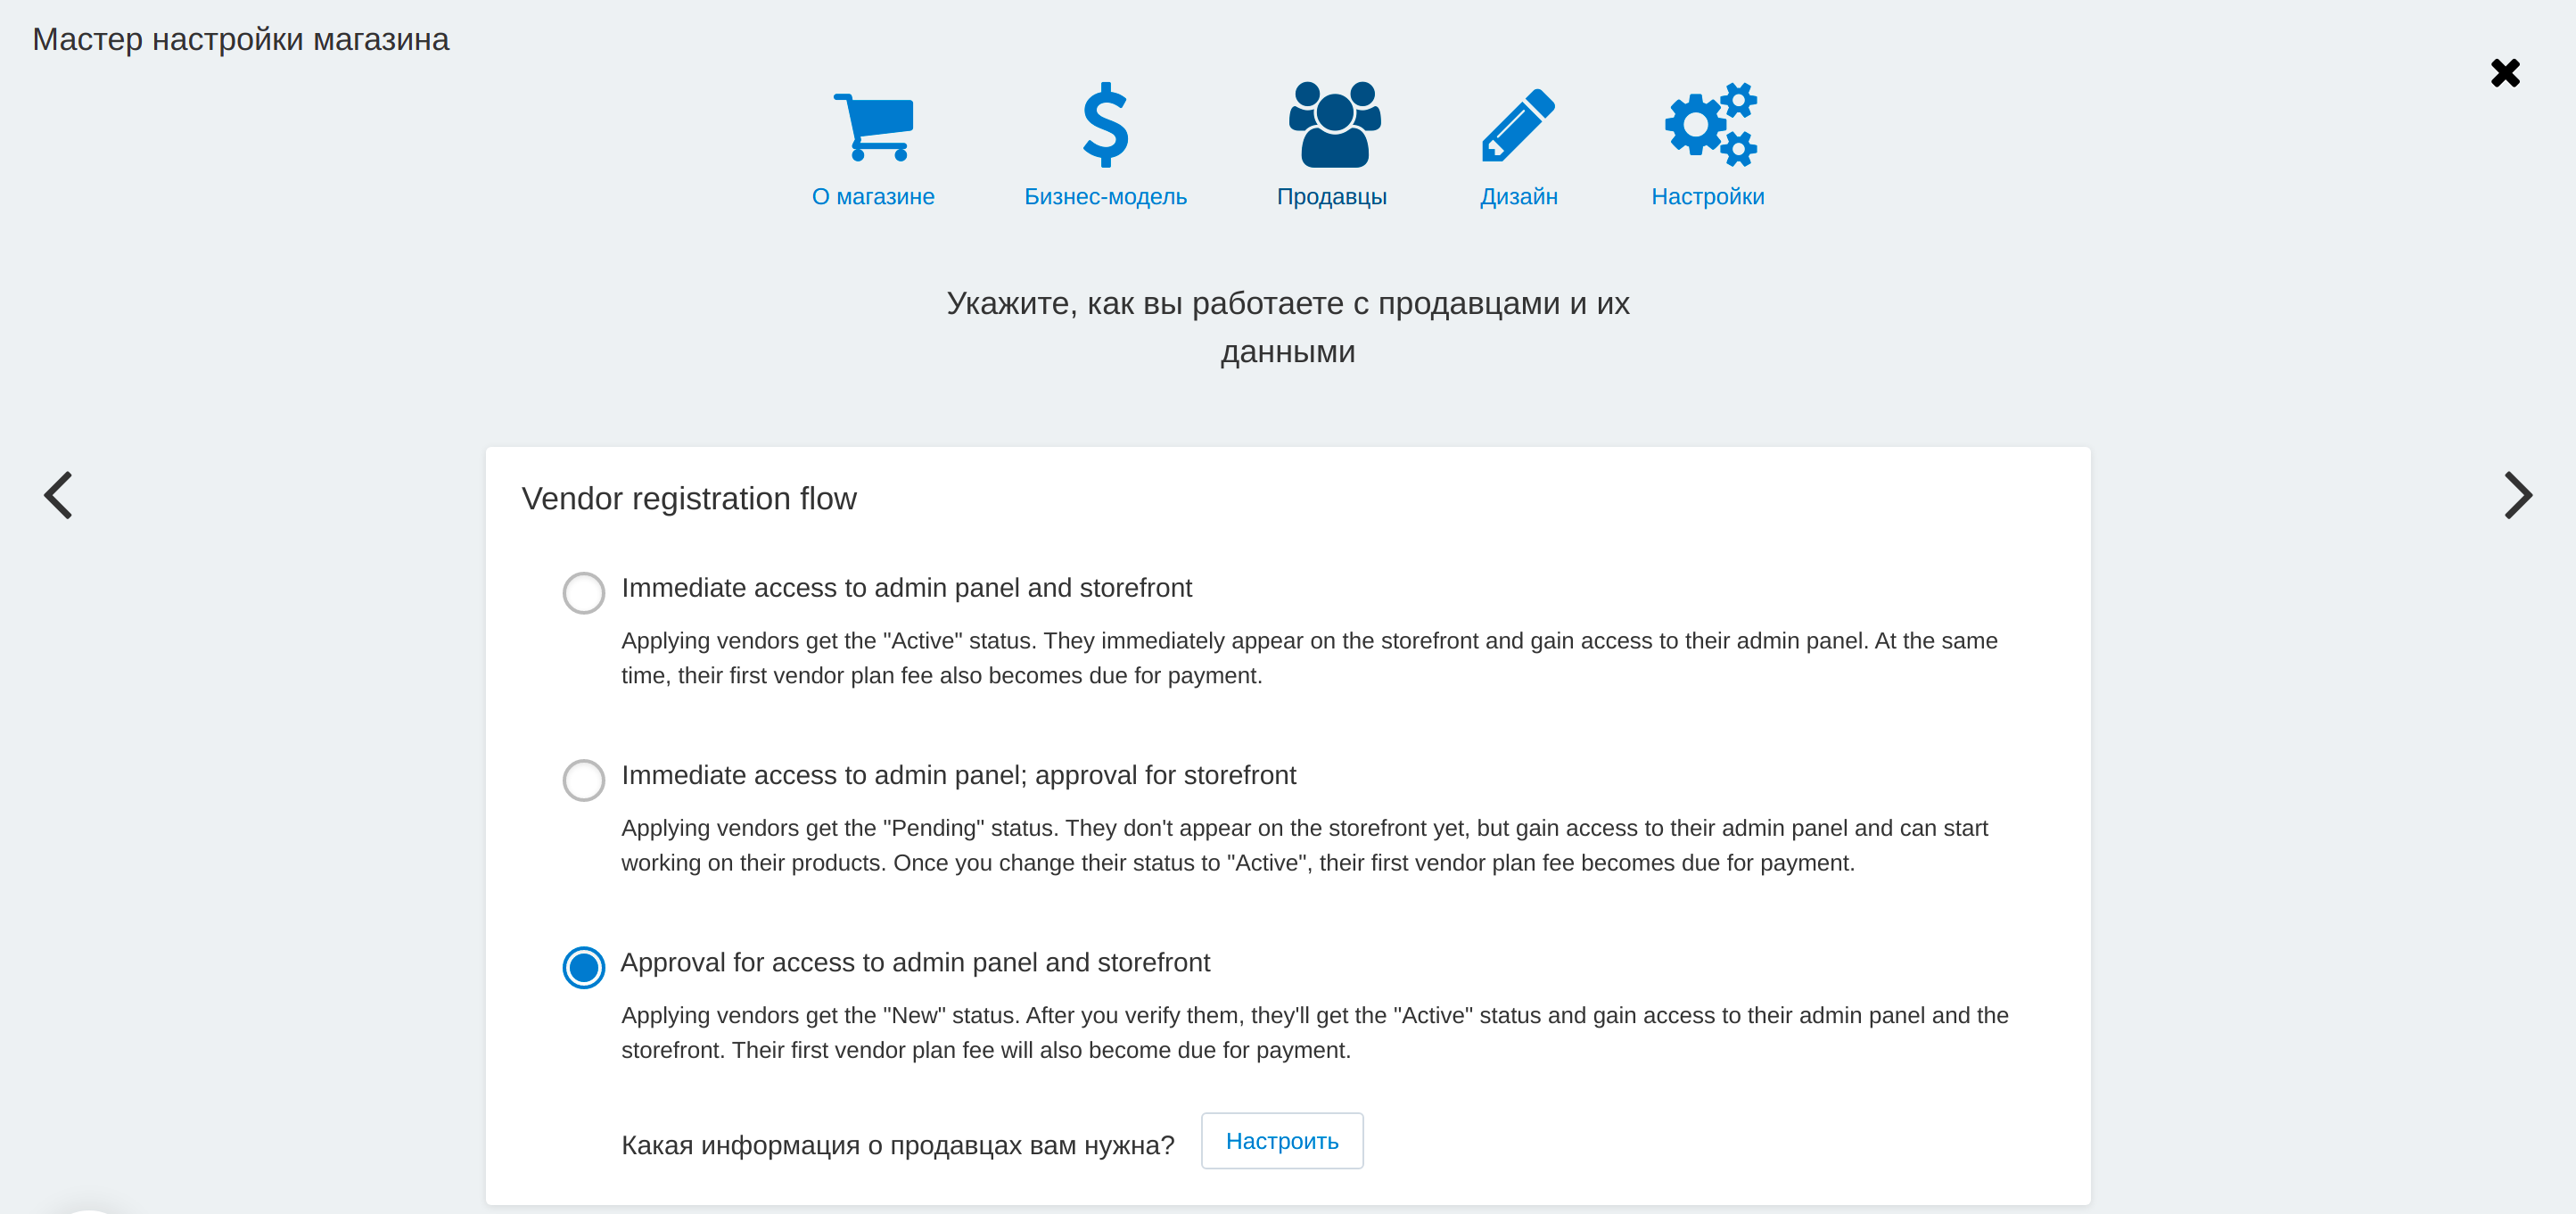 Мастер настройки магазина
О магазине
Бизнес-модель
Продавцы
Дизайн
Настройки
Укажите, как вы работаете с продавцами и их
данными
Vendor registration flow
Immediate access to admin panel and storefront
Applying vendors get the "Active" status. They immediately appear on the storefront and gain access to their admin panel. At the same
time, their first vendor plan fee also becomes due for payment.
Immediate access to admin panel; approval for storefront
Applying vendors get the "Pending" status. They don't appear on the storefront yet, but gain access to their admin panel and can start
working on their products. Once you change their status to "Active", their first vendor plan fee becomes due for payment.
Approval for access to admin panel and storefront
Applying vendors get the "New" status. After you verify them, they'll get the "Active" status and gain access to their admin panel and the
storefront. Their first vendor plan fee will also become due for payment.
Какая информация о продавцах вам нужна?
Настроить